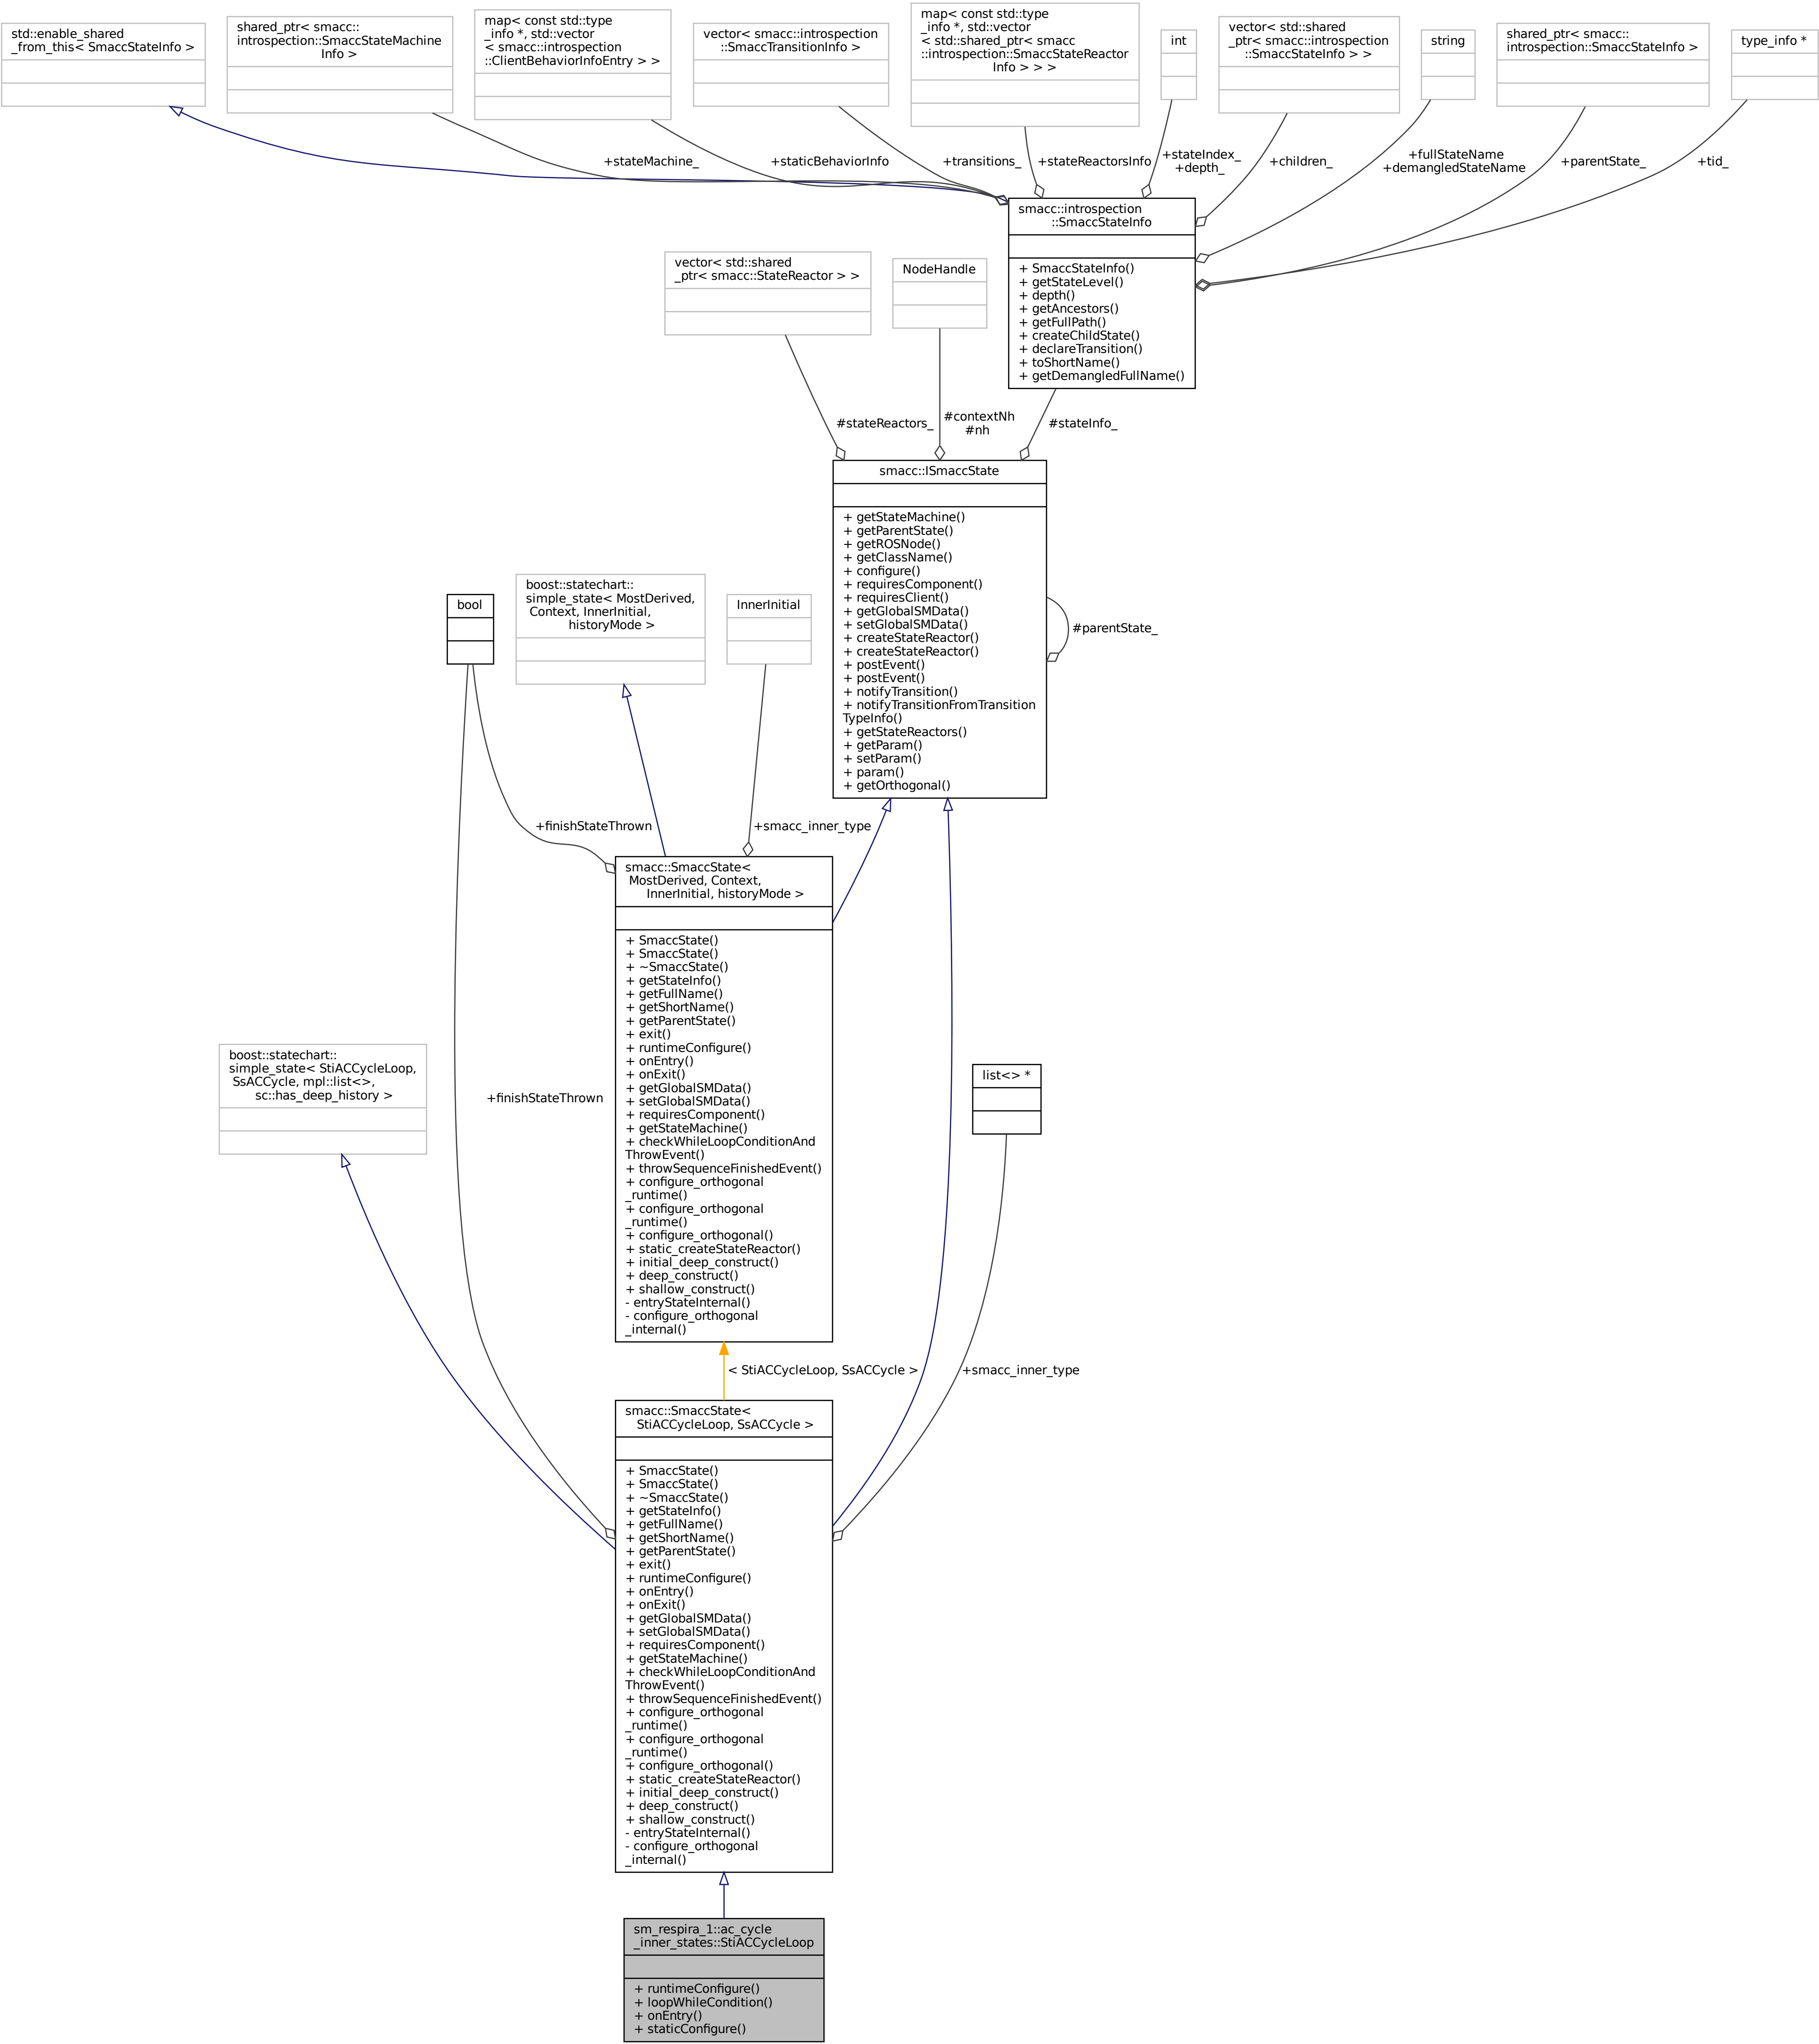 std::enable_shared
_from_this< SmaccStateInfo >
shared_ptr< smacc::
introspection::SmaccStateMachine
Info >
map< const std::type
_info *, std::vector
< smacc::introspection
::ClientBehaviorInfoEntry > >
vector< smacc::introspection
::SmaccTransitionInfo >
map< const std::type
_info *, std::vector
< std::shared_ptr< smacc
::introspection::SmaccStateReactor
Info > > >
int
vector< std::shared
_ptr< smacc::introspection
::SmaccStateInfo > >
string
shared_ptr< smacc::
introspection::SmaccStateInfo >
type_info *
+stateMachine_
+staticBehaviorInfo
+transitions_
+stateReactorsInfo
+stateIndex_
+depth_
+children_
+fullStateName
+demangledStateName
+parentState_
+tid_
smacc::introspection
::SmaccStateInfo
+ SmaccStateInfo()
+ getStateLevel()
+ depth()
+ getAncestors()
+ getFullPath()
+ createChildState()
+ declareTransition()
+ toShortName()
+ getDemangledFullName()
vector< std::shared
_ptr< smacc::StateReactor > >
NodeHandle
#stateReactors_
#contextNh
#nh
#stateInfo_
smacc::ISmaccState
+ getStateMachine()
+ getParentState()
+ getROSNode()
+ getClassName()
+ configure()
+ requiresComponent()
+ requiresClient()
+ getGlobalSMData()
+ setGlobalSMData()
+ createStateReactor()
+ createStateReactor()
+ postEvent()
+ postEvent()
+ notifyTransition()
+ notifyTransitionFromTransition
TypeInfo()
+ getStateReactors()
+ getParam()
+ setParam()
+ param()
+ getOrthogonal()
#parentState_
bool
boost::statechart::
simple_state< MostDerived,
Context, InnerInitial,
historyMode >
InnerInitial
+finishStateThrown
+smacc_inner_type
smacc::SmaccState<
MostDerived, Context,
InnerInitial, historyMode >
+ SmaccState()
+ SmaccState()
+ ~SmaccState()
+ getStateInfo()
+ getFullName()
+ getShortName()
+ getParentState()
+ exit()
+ runtimeConfigure()
+ onEntry()
+ onExit()
+ getGlobalSMData()
+ setGlobalSMData()
+ requiresComponent()
+ getStateMachine()
+ checkWhileLoopConditionAnd
ThrowEvent()
+ throwSequenceFinishedEvent()
+ configure_orthogonal
_runtime()
+ configure_orthogonal
_runtime()
+ configure_orthogonal()
+ static_createStateReactor()
+ initial_deep_construct()
+ deep_construct()
+ shallow_construct()
- entryStateInternal()
- configure_orthogonal
_internal()
boost::statechart::
simple_state< StiACCycleLoop,
SsACCycle, mpl::list<>,
sc::has_deep_history >
+finishStateThrown
list<> *
< StiACCycleLoop, SsACCycle >
+smacc_inner_type
smacc::SmaccState<
StiACCycleLoop, SsACCycle >
+ SmaccState()
+ SmaccState()
+ ~SmaccState()
+ getStateInfo()
+ getFullName()
+ getShortName()
+ getParentState()
+ exit()
+ runtimeConfigure()
+ onEntry()
+ onExit()
+ getGlobalSMData()
+ setGlobalSMData()
+ requiresComponent()
+ getStateMachine()
+ checkWhileLoopConditionAnd
ThrowEvent()
+ throwSequenceFinishedEvent()
+ configure_orthogonal
_runtime()
+ configure_orthogonal
_runtime()
+ configure_orthogonal()
+ static_createStateReactor()
+ initial_deep_construct()
+ deep_construct()
+ shallow_construct()
- entryStateInternal()
- configure_orthogonal
_internal()
sm_respira_1::ac_cycle
_inner_states::StiACCycleLoop
+ runtimeConfigure()
+ loopWhileCondition()
+ onEntry()
+ staticConfigure()